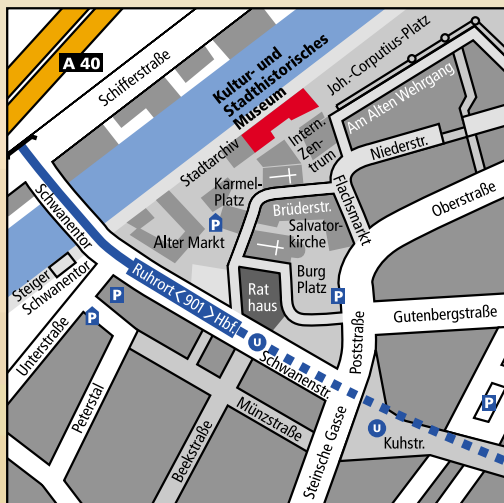 A 40
Schifferstraße
Kultur- und
Stadthistorisches
Museum
Joh.-Corputius-Platz
Stadtarchiv
Intern.
Zen-
trum
Am Alten Wehrgang
Niederstr.
Schwanentor
Karmel-
Platz
Brüderstr.
Flachsmarkt
Oberstraße
P
Alter Markt
Salvator-
kirche
Steiger
Schwanentor
Ruhrort <901> Hbf.
Rat
haus
Burg
Platz
P
P
P
Unterstraße
Gutenbergstraße
U
Schwanenstr.
Poststraße
Peterstal
Münzstraße
P
Beekstraße
Steinsche Gasse
U
Kuhstr.